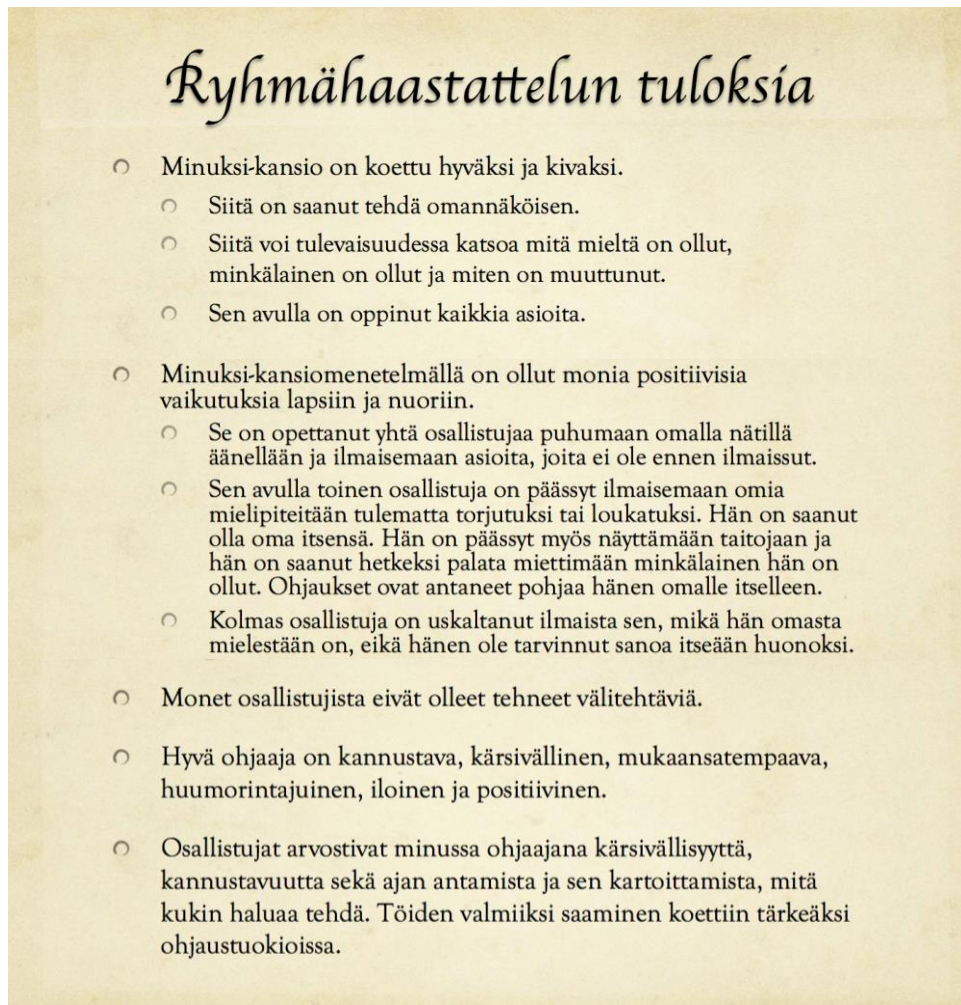 Ryhmähaastattelun tuloksia
Minuksi-kansio on koettu hyväksi ja kivaksi.
Siitä on saanut tehdä omannäköisen.
Siitä voi tulevaisuudessa katsoa mitä mieltä on ollut,
minkälainen on ollut ja miten on muuttunut.
Sen avulla on oppinut kaikkia asioita.
Minuksi-kansiomenetelmällä on ollut monia positiivisia
vaikutuksia lapsiin ja nuoriin.
Se on opettanut yhtä osallistujaa puhumaan omalla nätillä
äänellään ja ilmaisemaan asioita, joita ei ole ennen ilmaissut.
Sen avulla toinen osallistuja on päässyt ilmaisemaan omia
mielipiteitään tulematta torjutuksi tai loukatuksi. Hän on saanut
olla oma itsensä. Hän on päässyt myös näyttämään taitojaan ja
hän on saanut hetkeksi palata miettimään minkälainen hän on
ollut. Ohjaukset ovat antaneet pohjaa hänen omalle itselleen.
Kolmas osallistuja on uskaltanut ilmaista sen, mikä hän omasta
mielestään on, eikä hänen ole tarvinnut sanoa itseään huonoksi.
Monet osallistujista eivät olleet tehneet välitehtäviä.
Hyvä ohjaaja on kannustava, kärsivällinen, mukaansatempaava,
huumorintajuinen, iloinen ja positiivinen.
Osallistujat arvostivat minussa ohjaajana kärsivällisyyttä,
kannustavuutta sekä ajan antamista ja sen kartoittamista, mitä
kukin haluaa tehdä. Töiden valmiiksi saaminen koettiin tärkeäksi
ohjaustuokioissa.